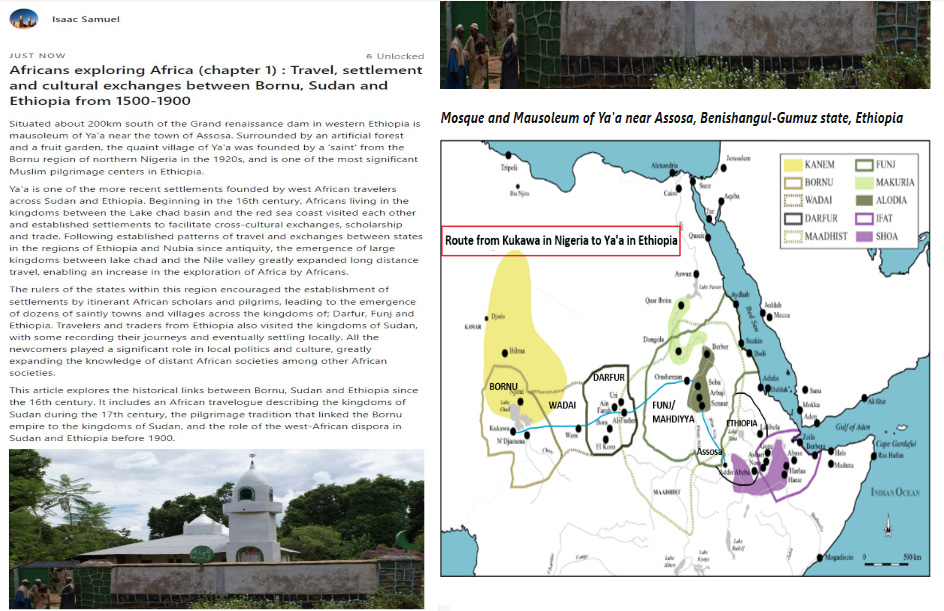 Isaac Samuel
JUST NOW
Unlocked
Africans exploring Africa (chapter 1) : Travel, settlement
and cultural exchanges between Bornu, Sudan and
Ethiopia from 1500-1900
Situated about 200km south of the Grand renaissance dam in western Ethiopia is
mausoleum of Ya'a near the town of Assosa. Surrounded by an artificial forest
and a fruit garden, the quaint village of Ya'a was founded by a 'saint' from the
Bornu region of northern Nigeria in the 1920s, and is one of the most significant
Muslim pilgrimage centers in Ethiopia.
Ya'a is one of the more recent settlements founded by west African travelers
across Sudan and Ethiopia. Beginning in the 16th century, Africans living in the
kingdoms between the Lake chad basin and the red sea coast visited each other
and established settlements to facilitate cross-cultural exchanges, scholarship
and trade. Following established patterns of travel and exchanges between states
in the regions of Ethiopia and Nubia since antiquity, the emergence of large
kingdoms between lake chad and the Nile valley greatly expanded long distance
travel, enabling an increase in the exploration of Africa by Africans.
The rulers of the states within this region encouraged the establishment of
settlements by itinerant African scholars and pilgrims, leading to the emergence
of dozens of saintly towns and villages across the kingdoms of; Darfur, Funj and
Ethiopia. Travelers and traders from Ethiopia also visited the kingdoms of Sudan,
with some recording their journeys and eventually settling locally. All the
newcomers played a significant role in local politics and culture, greatly
expanding the knowledge of distant African societies among other African
societies.
This article explores the historical links between Bornu, Sudan and Ethiopia since
the 16th century. It includes an African travelogue describing the kingdoms of
Sudan during the 17th century, the pilgrimage tradition that linked the Bornu
empire to the kingdoms of Sudan, and the role of the west-African dispora in
Sudan and Ethiopia before 1900.
Mosque and Mausoleum of Ya'a near Assosa, Benishangul-Gumuz state, Ethiopia
Route from Kukawa in Nigeria to Ya'a in Ethiopia
KANEM
BORNU
WADAI
DARFUR
MAADHIST
FUNJ
MAKURIA
ALODIA
IFAT
SHOA
Tripoli
Bu Njem
Alexandria
Jerusalem
Cairo
Suez
Aqaba
Tur
Quseir
Aswan
Qasr Ibrim
Aydhab
Jeddah
Mecca
Red Sea
Djado
KAWAR
Bilma
Dongola
Berber
Suakin
Badi
BORNU
Lake Chad
Kukawa
N'Djamena
WADAI
Wara
DARFUR
Uri
Ain Farah
Bora
El Koro
Omdurman
FUNJ/
MAHDIYYA
Soba
Arbaji
Sennar
Adulis
Dahlak
Sana
Mokha
Aden
Al-Shir
Gulf of Aden
ETHIOPIA
Lalibela
Zeila
Berbera
Assosa
Addis Ababa
Harlaa
Harar
Hais
Maduna
Cape Gardafui
Ras Hafun
INDIAN OCEAN
MAADHIST
Lake Albert
Lake Rudolf
Mogadiscio
N
0
500 km